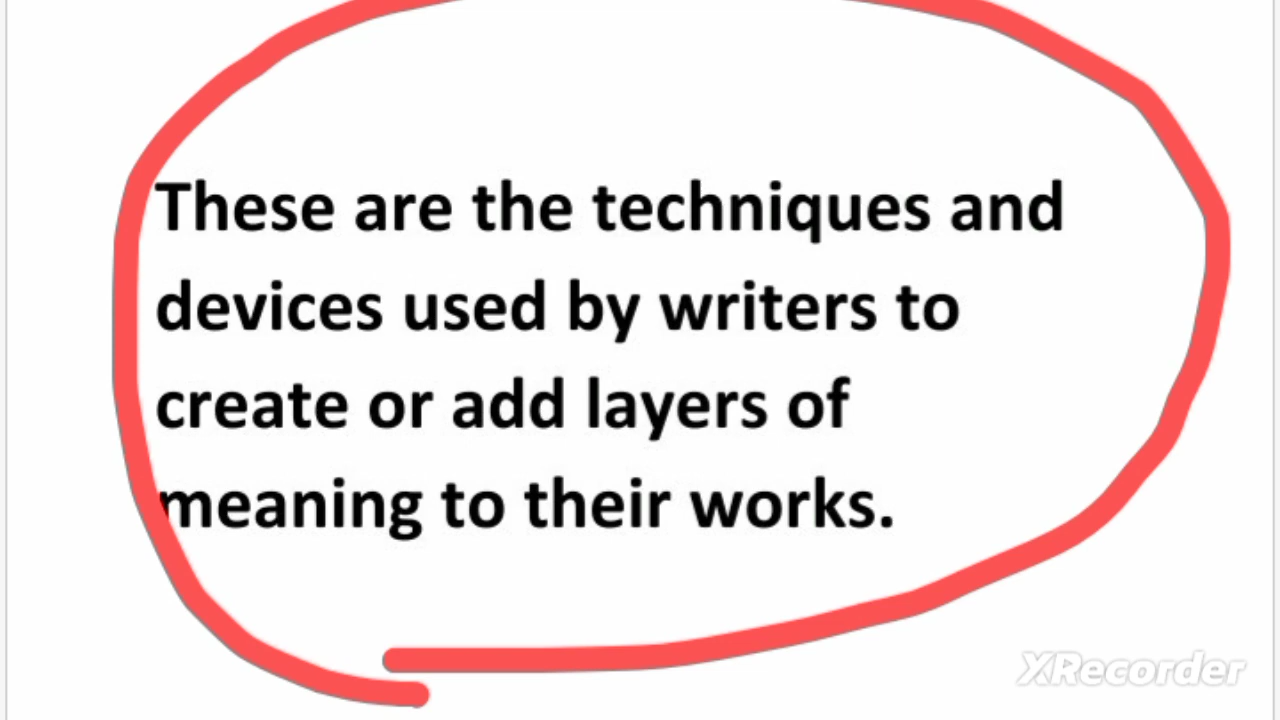 These are the techniques and
devices used by writers to
create or add layers of
meaning to their works.
XRecorder